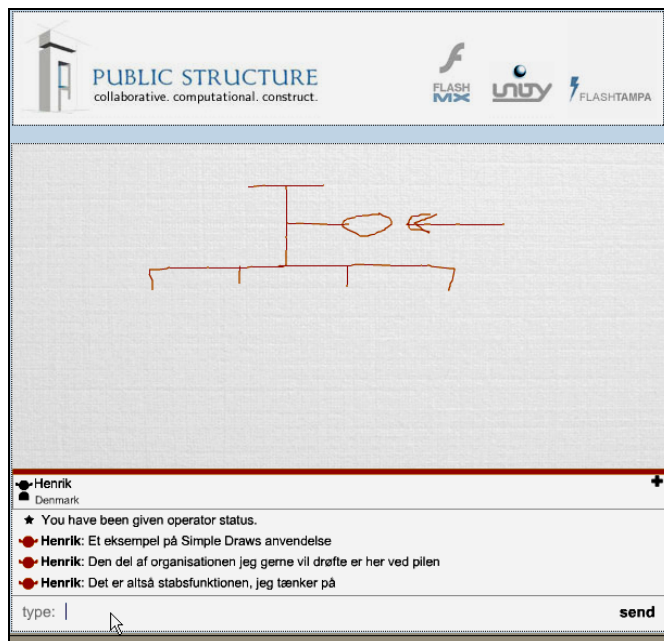 PUBLIC STRUCTURE
collaborative. computational. construct.
FLASH
MX
UNITY
FLASHTAMPA
Henrik
Denmark
You have been given operator status.
Henrik: Et eksempel på Simple Draws anvendelse
Henrik: Den del af organisationen jeg gerne vil drøfte er her ved pilen
Henrik: Det er altså stabsfunktionen, jeg tænker på
type:
send